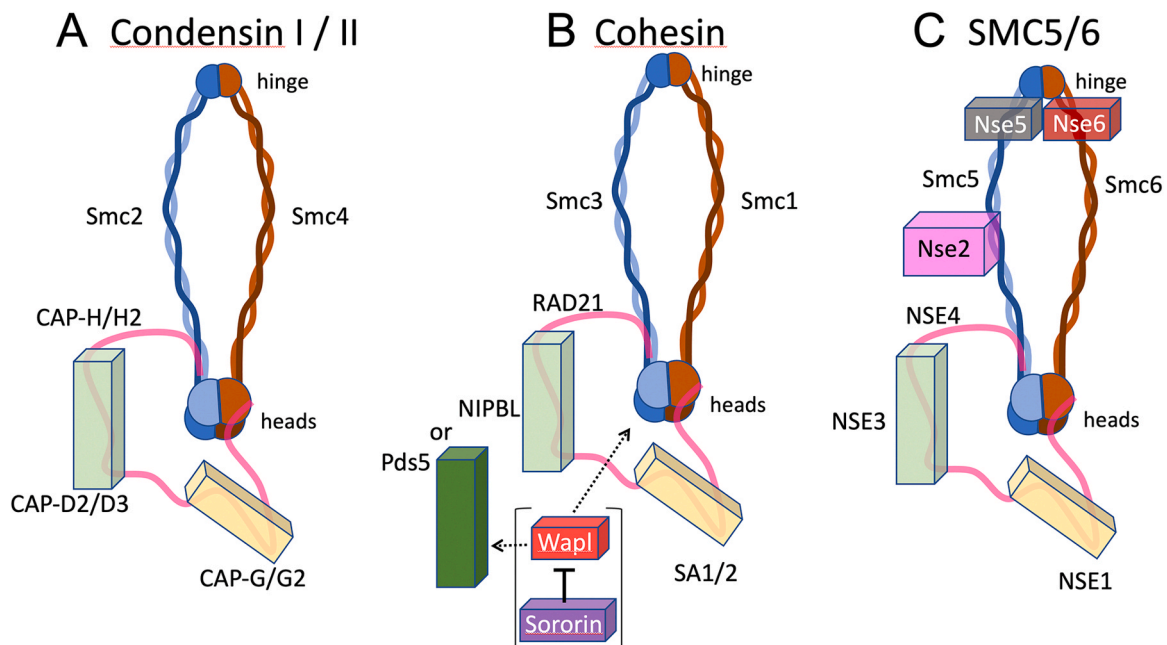 A Condensin I / II
hinge
Smc2
Smc4
CAP-H/H2
heads
CAP-D2/D3
CAP-G/G2
B Cohesin
hinge
Smc3
Smc1
RAD21
NIPBL
heads
or
Pds5
Wapl
SA1/2
Sororin
C SMC5/6
hinge
Nse5
Nse6
Smc5
Smc6
Nse2
NSE4
NSE3
heads
NSE1